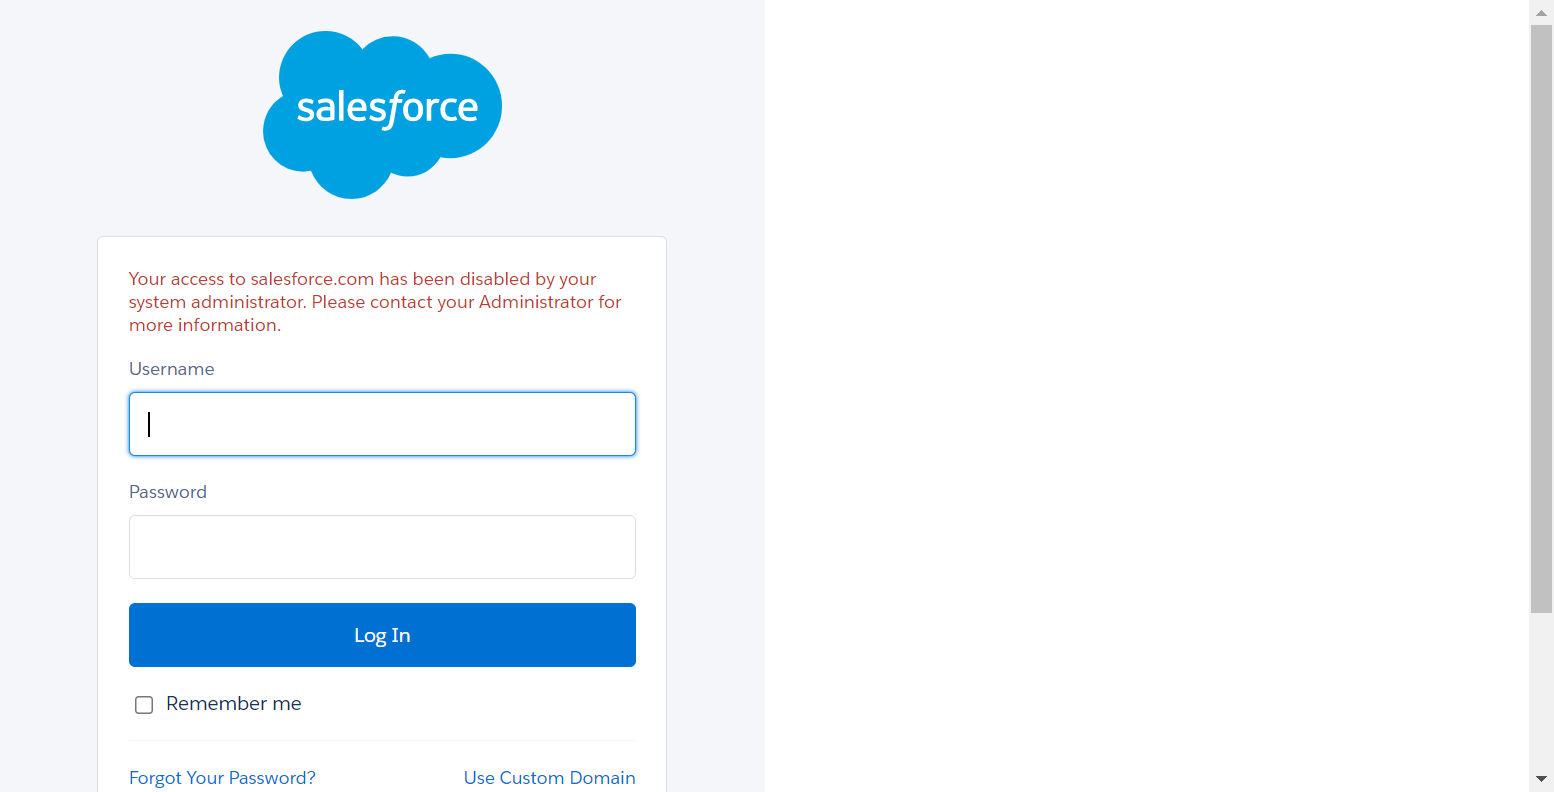 salesforce
Your access to salesforce.com has been disabled by your
system administrator. Please contact your Administrator for
more information.
Username
Password
Log In
Remember me
Forgot Your Password?
Use Custom Domain